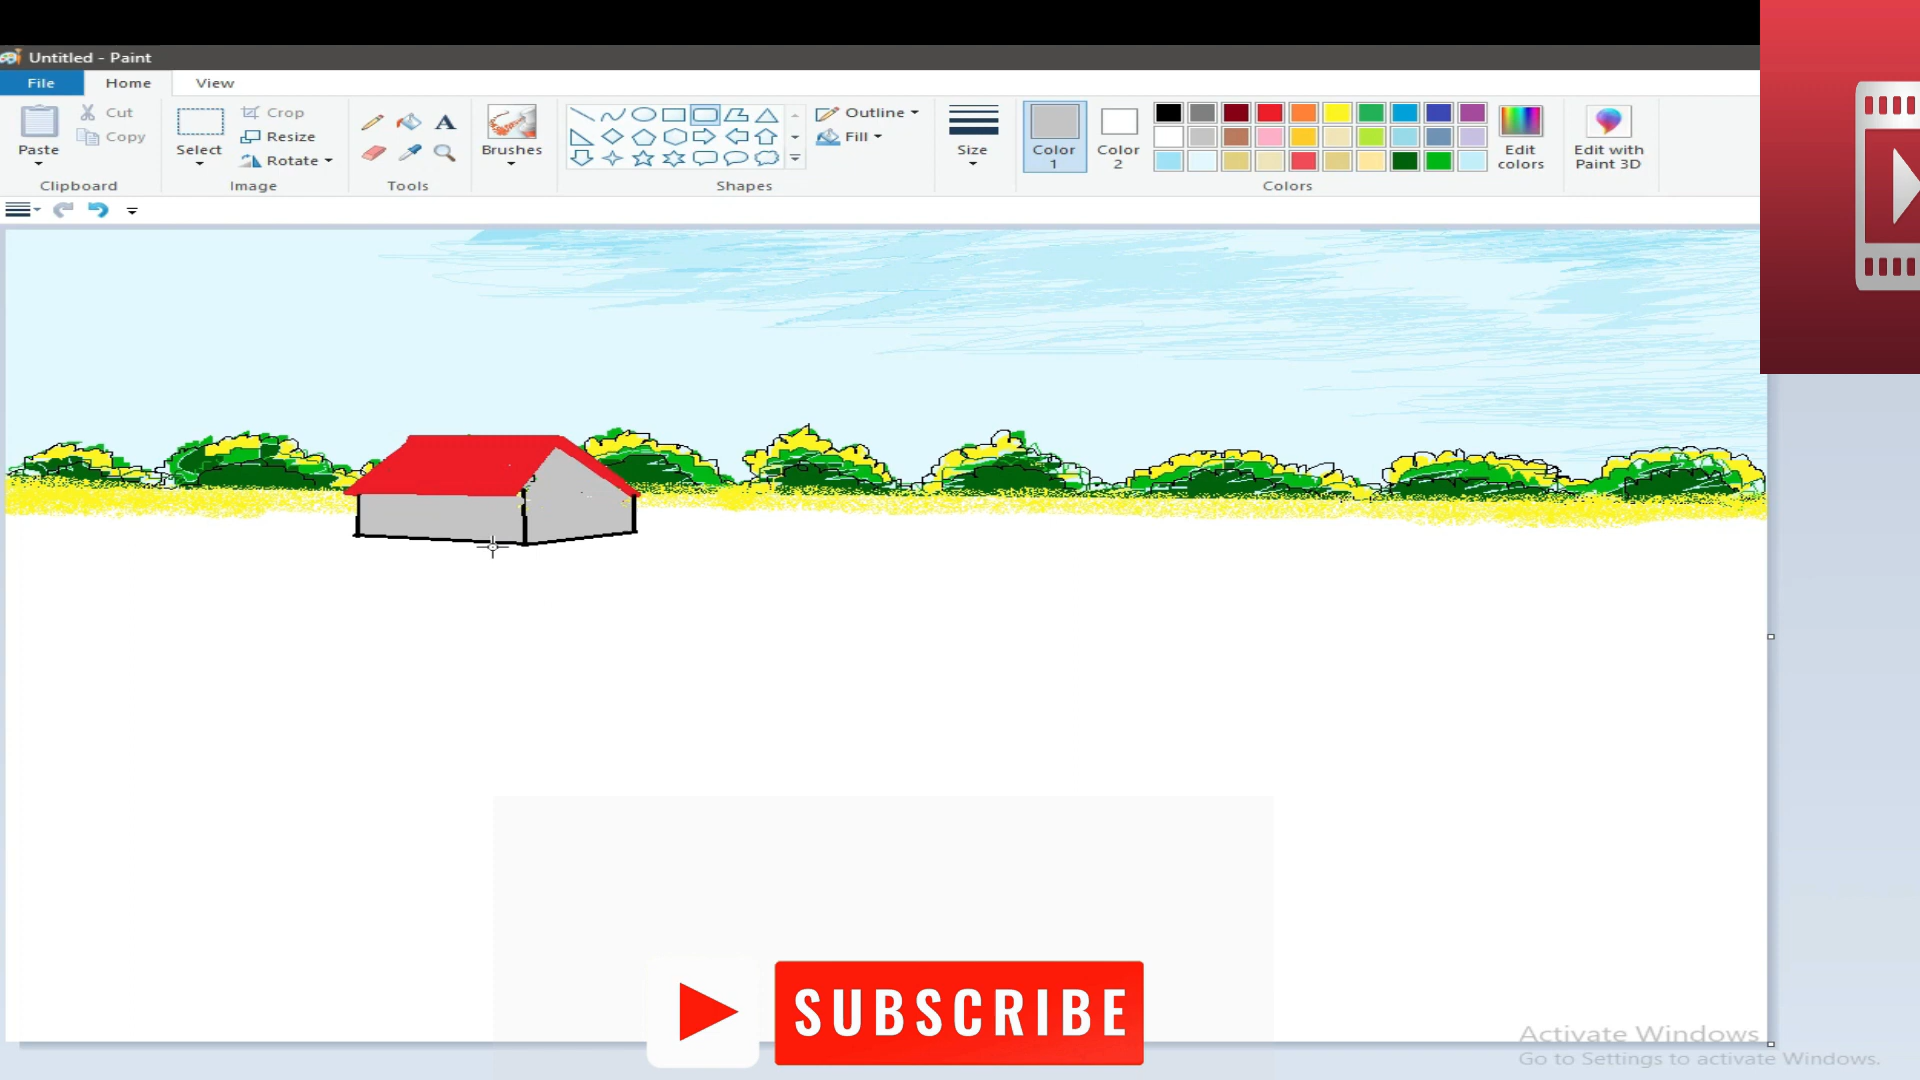 Untitled - Paint
File Home View
Paste Cut Copy
Select Crop Resize Rotate
A
Brushes
Outline Fill
Size
Color 1
Color 2
Edit colors
Edit with Paint 3D
Clipboard Image Tools Shapes Colors
SUBSCRIBE
Activate Windows
Go to Settings to activate Windows.